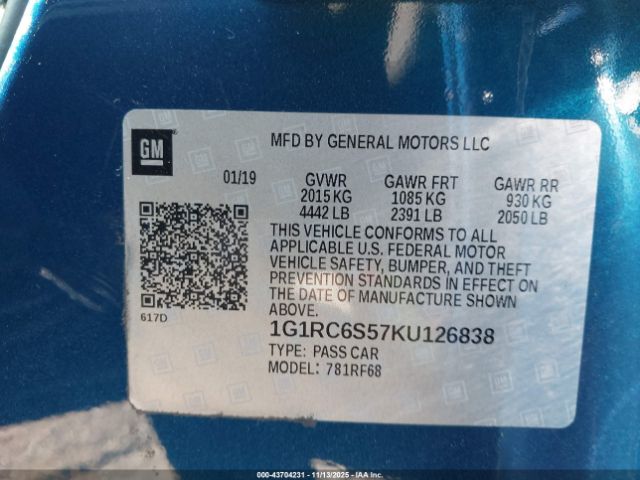 GM
MFD BY GENERAL MOTORS LLC
01/19 GVWR GAWR FRT GAWR RR
2015 KG 1085 KG 930 KG
4442 LB 2391 LB 2050 LB
THIS VEHICLE CONFORMS TO ALL
APPLICABLE U.S. FEDERAL MOTOR
VEHICLE SAFETY, BUMPER, AND THEFT
PREVENTION STANDARDS IN EFFECT ON
THE DATE OF MANUFACTURE SHOWN
ABOVE.
617D
1G1RC6S57KU126838
TYPE: PASS CAR
MODEL: 781RF68
000-43704231 - 11/13/2025 - IAAI.COM